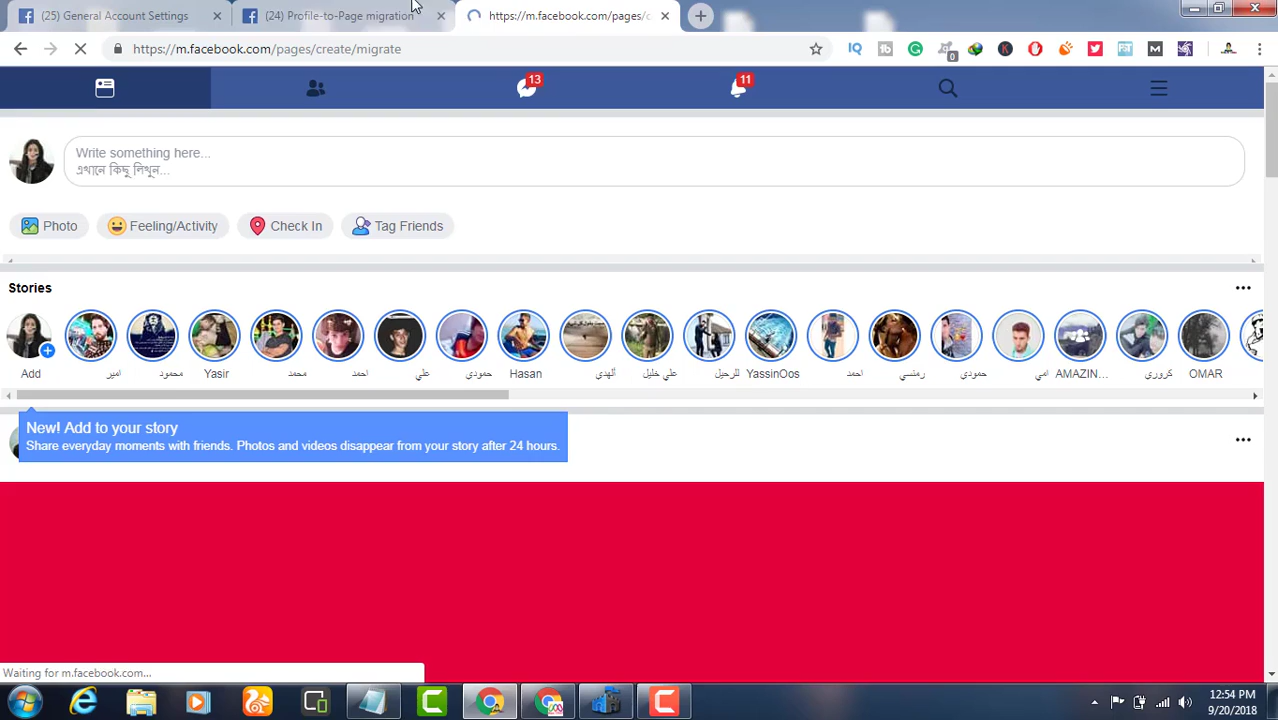 (25) General Account Settings
(24) Profile-to-Page migration
https://m.facebook.com/pages/c
https://m.facebook.com/pages/create/migrate
0
13
11
Write something here...
এখানে কিছু লিখুন...
Photo
Feeling/Activity
Check In
Tag Friends
Stories
Add
امير
محمود
Yasir
محمد
احمد
علي
حمودي
Hasan
ألهدي
علي خليل
للرحيل
YassinOos
احمد
رمنسي
حمودي
امي
AMAZIN...
كروري
OMAR
New! Add to your story
Share everyday moments with friends. Photos and videos disappear from your story after 24 hours.
Waiting for m.facebook.com...
12:54 PM
9/20/2018